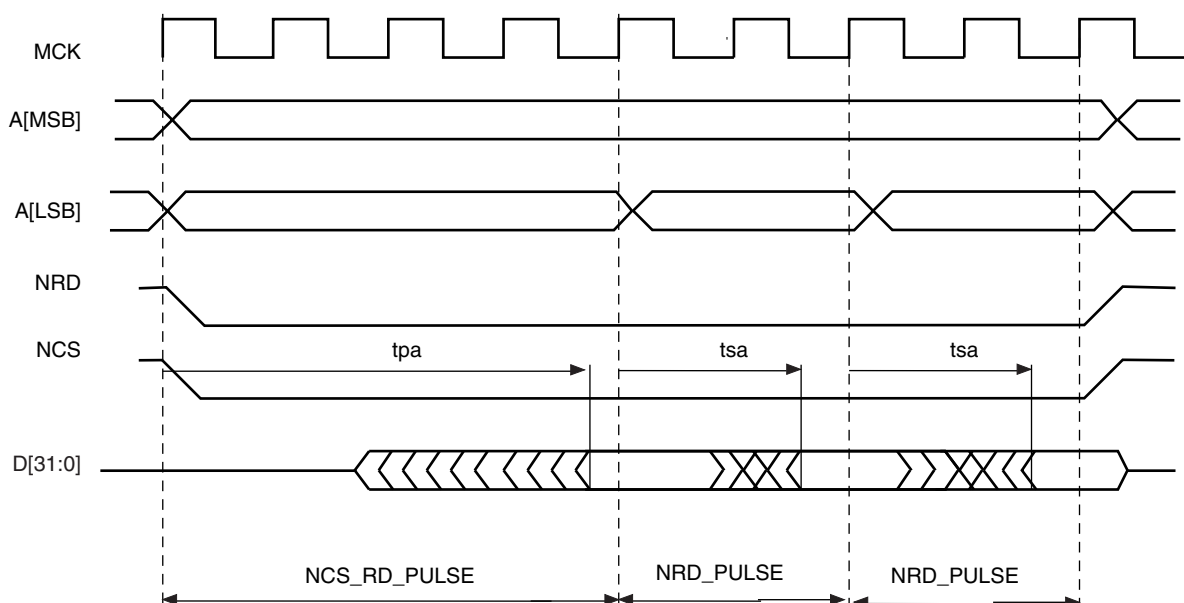 MCK
A[MSB]
A[LSB]
NRD
NCS
tpa
tsa
tsa
D[31:0]
NCS_RD_PULSE
NRD_PULSE
NRD_PULSE